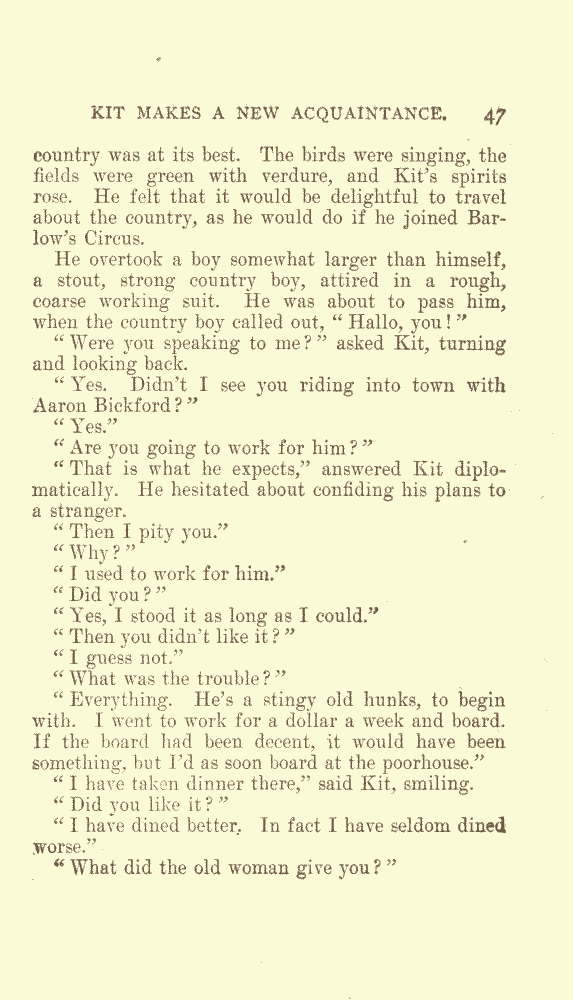 KIT MAKES A NEW ACQUAINTANCE. 47
country was at its best. The birds were singing, the
fields were green with verdure, and Kit's spirits
rose. He felt that it would be delightful to travel
about the country, as he would do if he joined Bar-
low's Circus.
He overtook a boy somewhat larger than himself,
a stout, strong country boy, attired in a rough,
coarse working suit. He was about to pass him,
when the country boy called out, “ Hallo, you! ”
“ Were you speaking to me? ” asked Kit, turning
and looking back.
“ Yes. Didn't I see you riding into town with
Aaron Bickford? ”
“ Yes.”
“ Are you going to work for him? ”
“ That is what he expects,” answered Kit diplo-
matically. He hesitated about confiding his plans to
a stranger.
“ Then I pity you.”
“ Why? ”
“ I used to work for him.”
“ Did you? ”
“ Yes, I stood it as long as I could.”
“ Then you didn't like it? ”
“ I guess not.”
“ What was the trouble? ”
“ Everything. He's a stingy old hunks, to begin
with. I went to work for a dollar a week and board.
If the board had been decent, it would have been
something, but I'd as soon board at the poorhouse.”
“ I have taken dinner there,” said Kit, smiling.
“ Did you like it? ”
“ I have dined better. In fact I have seldom dined
worse.”
“ What did the old woman give you? ”